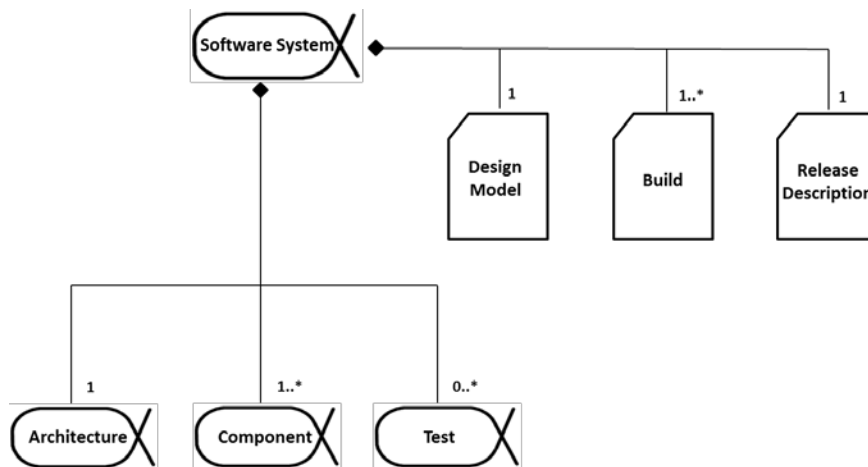 Software System
1
1..*
1
Design
Model
Build
Release
Description
1
1..*
0..*
Architecture
Component
Test